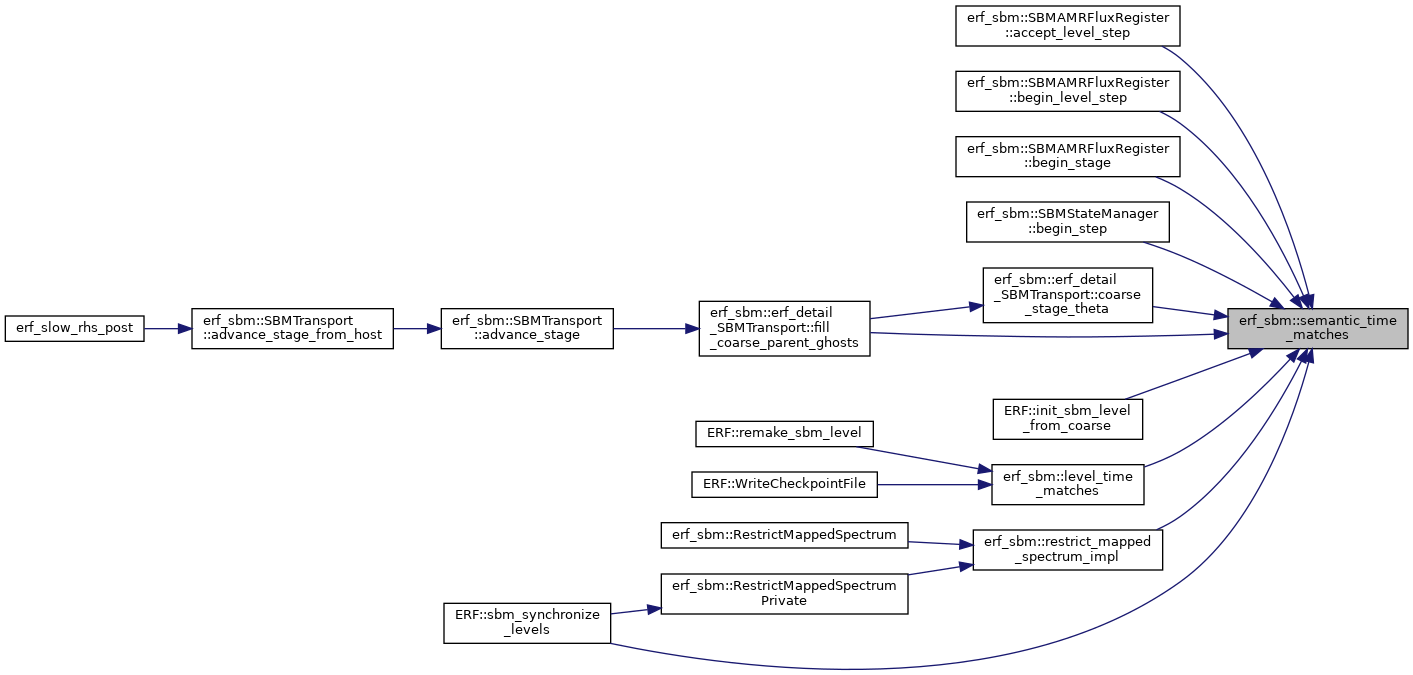 erf_sbm::SBMAMRFluxRegister
::accept_level_step
erf_sbm::SBMAMRFluxRegister
::begin_level_step
erf_sbm::SBMAMRFluxRegister
::begin_stage
erf_sbm::SBMStateManager
::begin_step
erf_sbm::erf_detail
_SBMTransport::coarse
_stage_theta
erf_slow_rhs_post
erf_sbm::SBMTransport
::advance_stage_from_host
erf_sbm::SBMTransport
::advance_stage
erf_sbm::erf_detail
_SBMTransport::fill
_coarse_parent_ghosts
erf_sbm::semantic_time
_matches
ERF::init_sbm_level
_from_coarse
ERF::remake_sbm_level
ERF::WriteCheckpointFile
erf_sbm::level_time
_matches
erf_sbm::RestrictMappedSpectrum
erf_sbm::restrict_mapped
_spectrum_impl
erf_sbm::RestrictMappedSpectrum
Private
ERF::sbm_synchronize
_levels